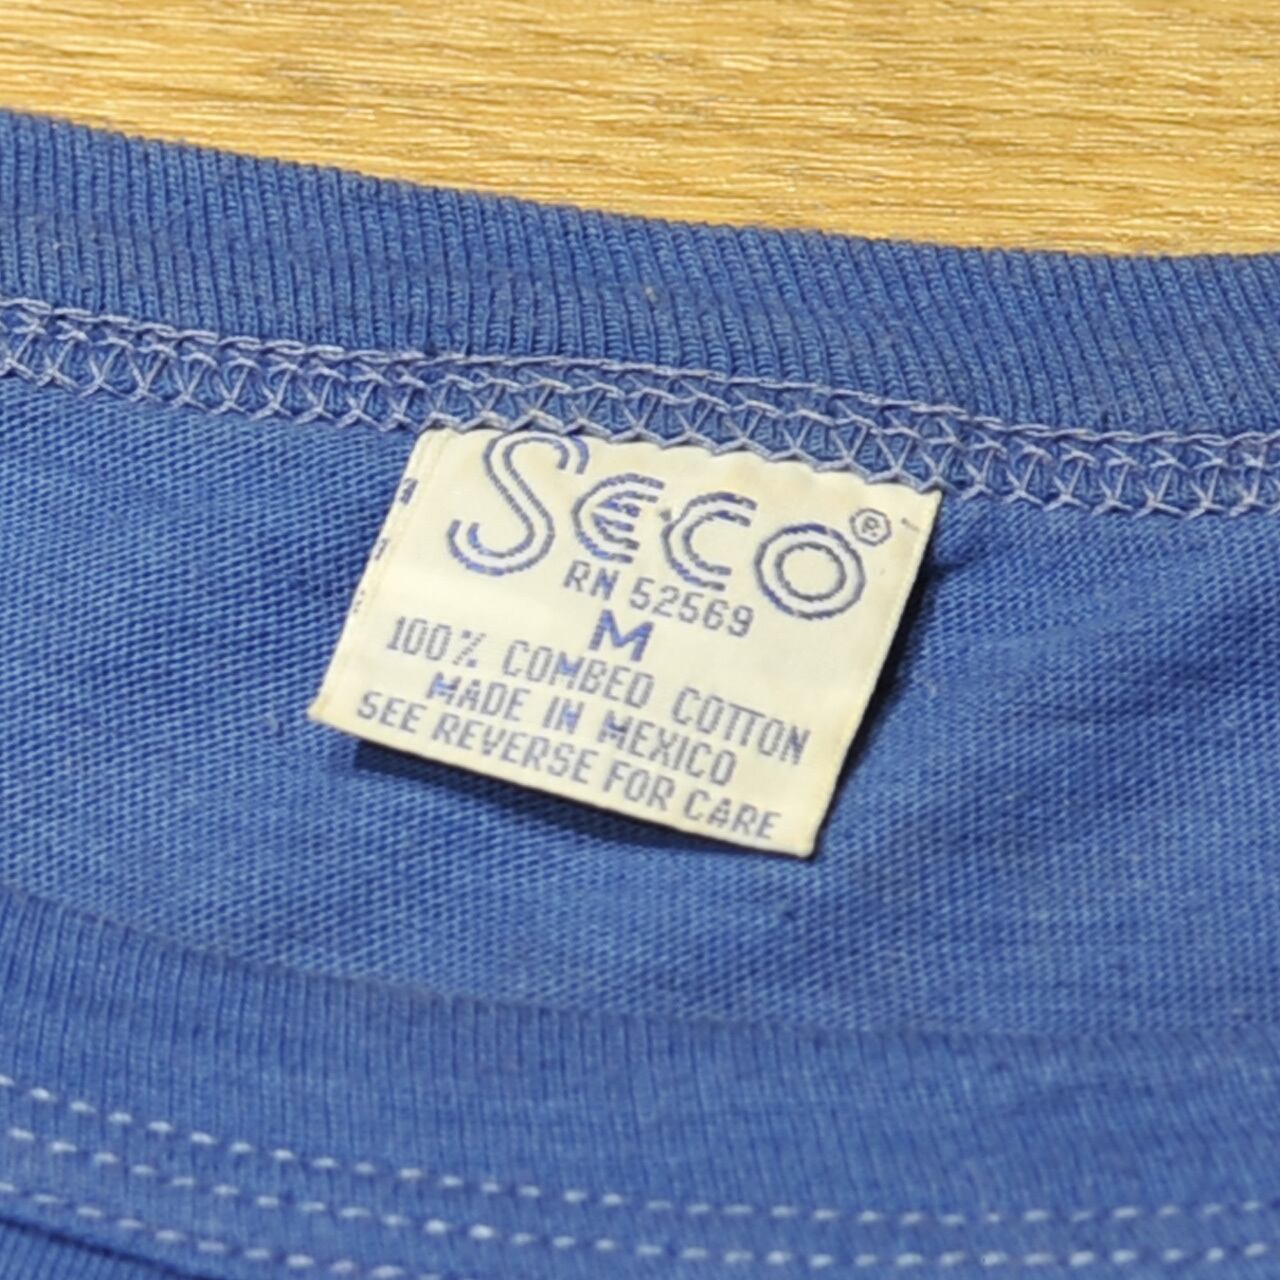 SECO®
RN 52569
M
100% COMBED COTTON
MADE IN MEXICO
SEE REVERSE FOR CARE